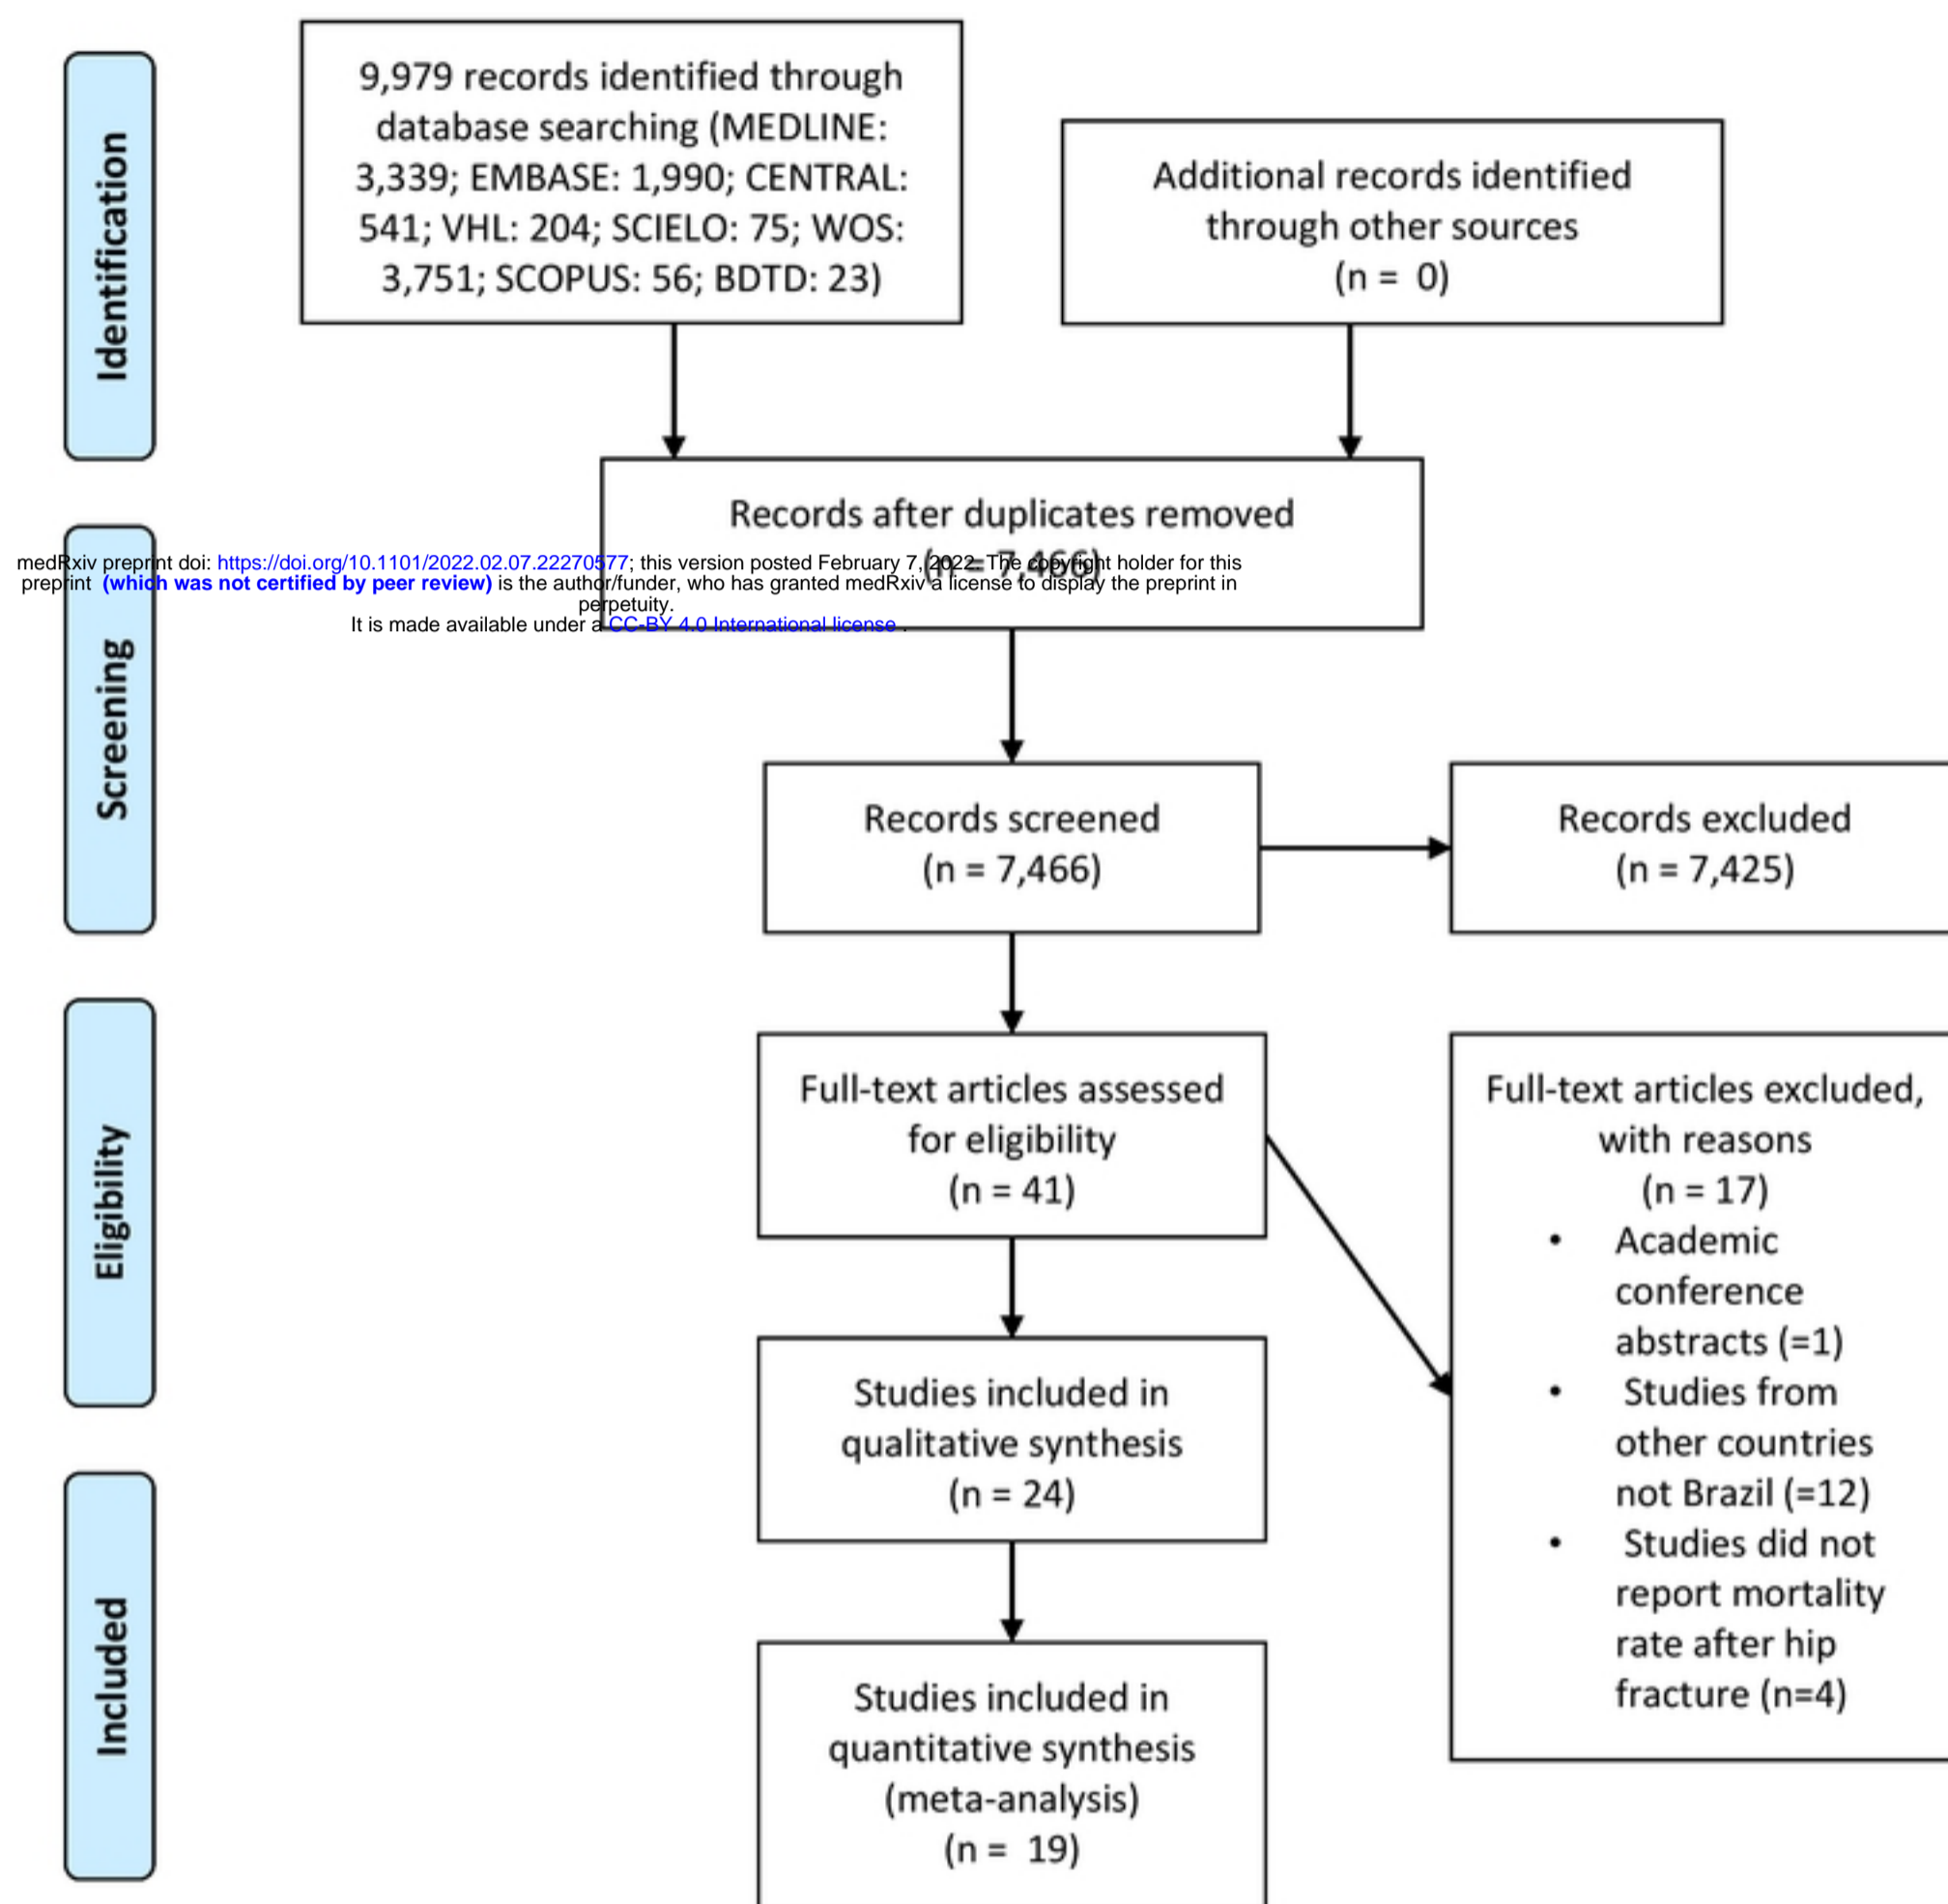 Identification
9,979 records identified through
database searching (MEDLINE:
3,339; EMBASE: 1,990; CENTRAL:
541; VHL: 204; SCIELO: 75; WOS:
3,751; SCOPUS: 56; BDTD: 23)
Additional records identified
through other sources
(n =  0)
Screening
Records after duplicates removed
(n = 7,466)
medRxiv preprint doi: https://doi.org/10.1101/2022.02.07.22270577; this version posted February 7, 2022. The copyright holder for this
preprint (which was not certified by peer review) is the author/funder, who has granted medRxiv a license to display the preprint in
perpetuity.
It is made available under a CC-BY 4.0 International license .
Records screened
(n = 7,466)
Records excluded
(n = 7,425)
Eligibility
Full-text articles assessed
for eligibility
(n = 41)
Full-text articles excluded,
with reasons
(n = 17)
• Academic
conference
abstracts (=1)
• Studies from
other countries
not Brazil (=12)
• Studies did not
report mortality
rate after hip
fracture (n=4)
Included
Studies included in
qualitative synthesis
(n = 24)
Studies included in
quantitative synthesis
(meta-analysis)
(n =  19)